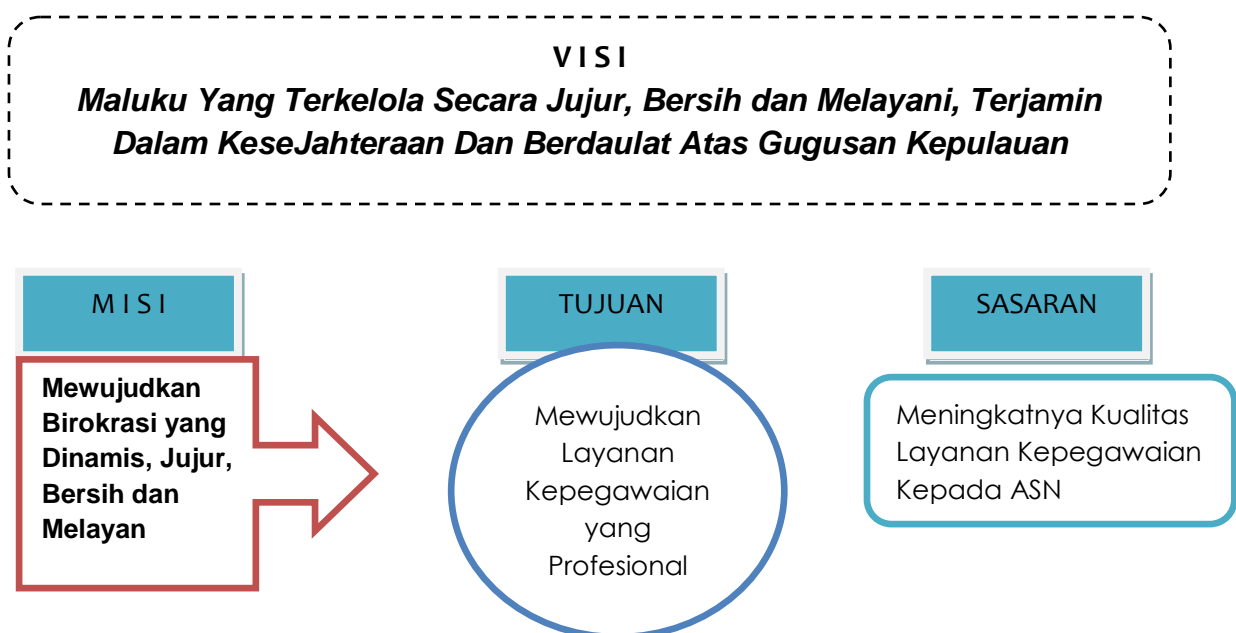 V I S I
Maluku Yang Terkelola Secara Jujur, Bersih dan Melayani, Terjamin
Dalam KeseJahteraan Dan Berdaulat Atas Gugusan Kepulauan
M I S I
Mewujudkan
Birokrasi yang
Dinamis, Jujur,
Bersih dan
Melayan
TUJUAN
Mewujudkan
Layanan
Kepegawaian
yang
Profesional
SASARAN
Meningkatnya Kualitas
Layanan Kepegawaian
Kepada ASN